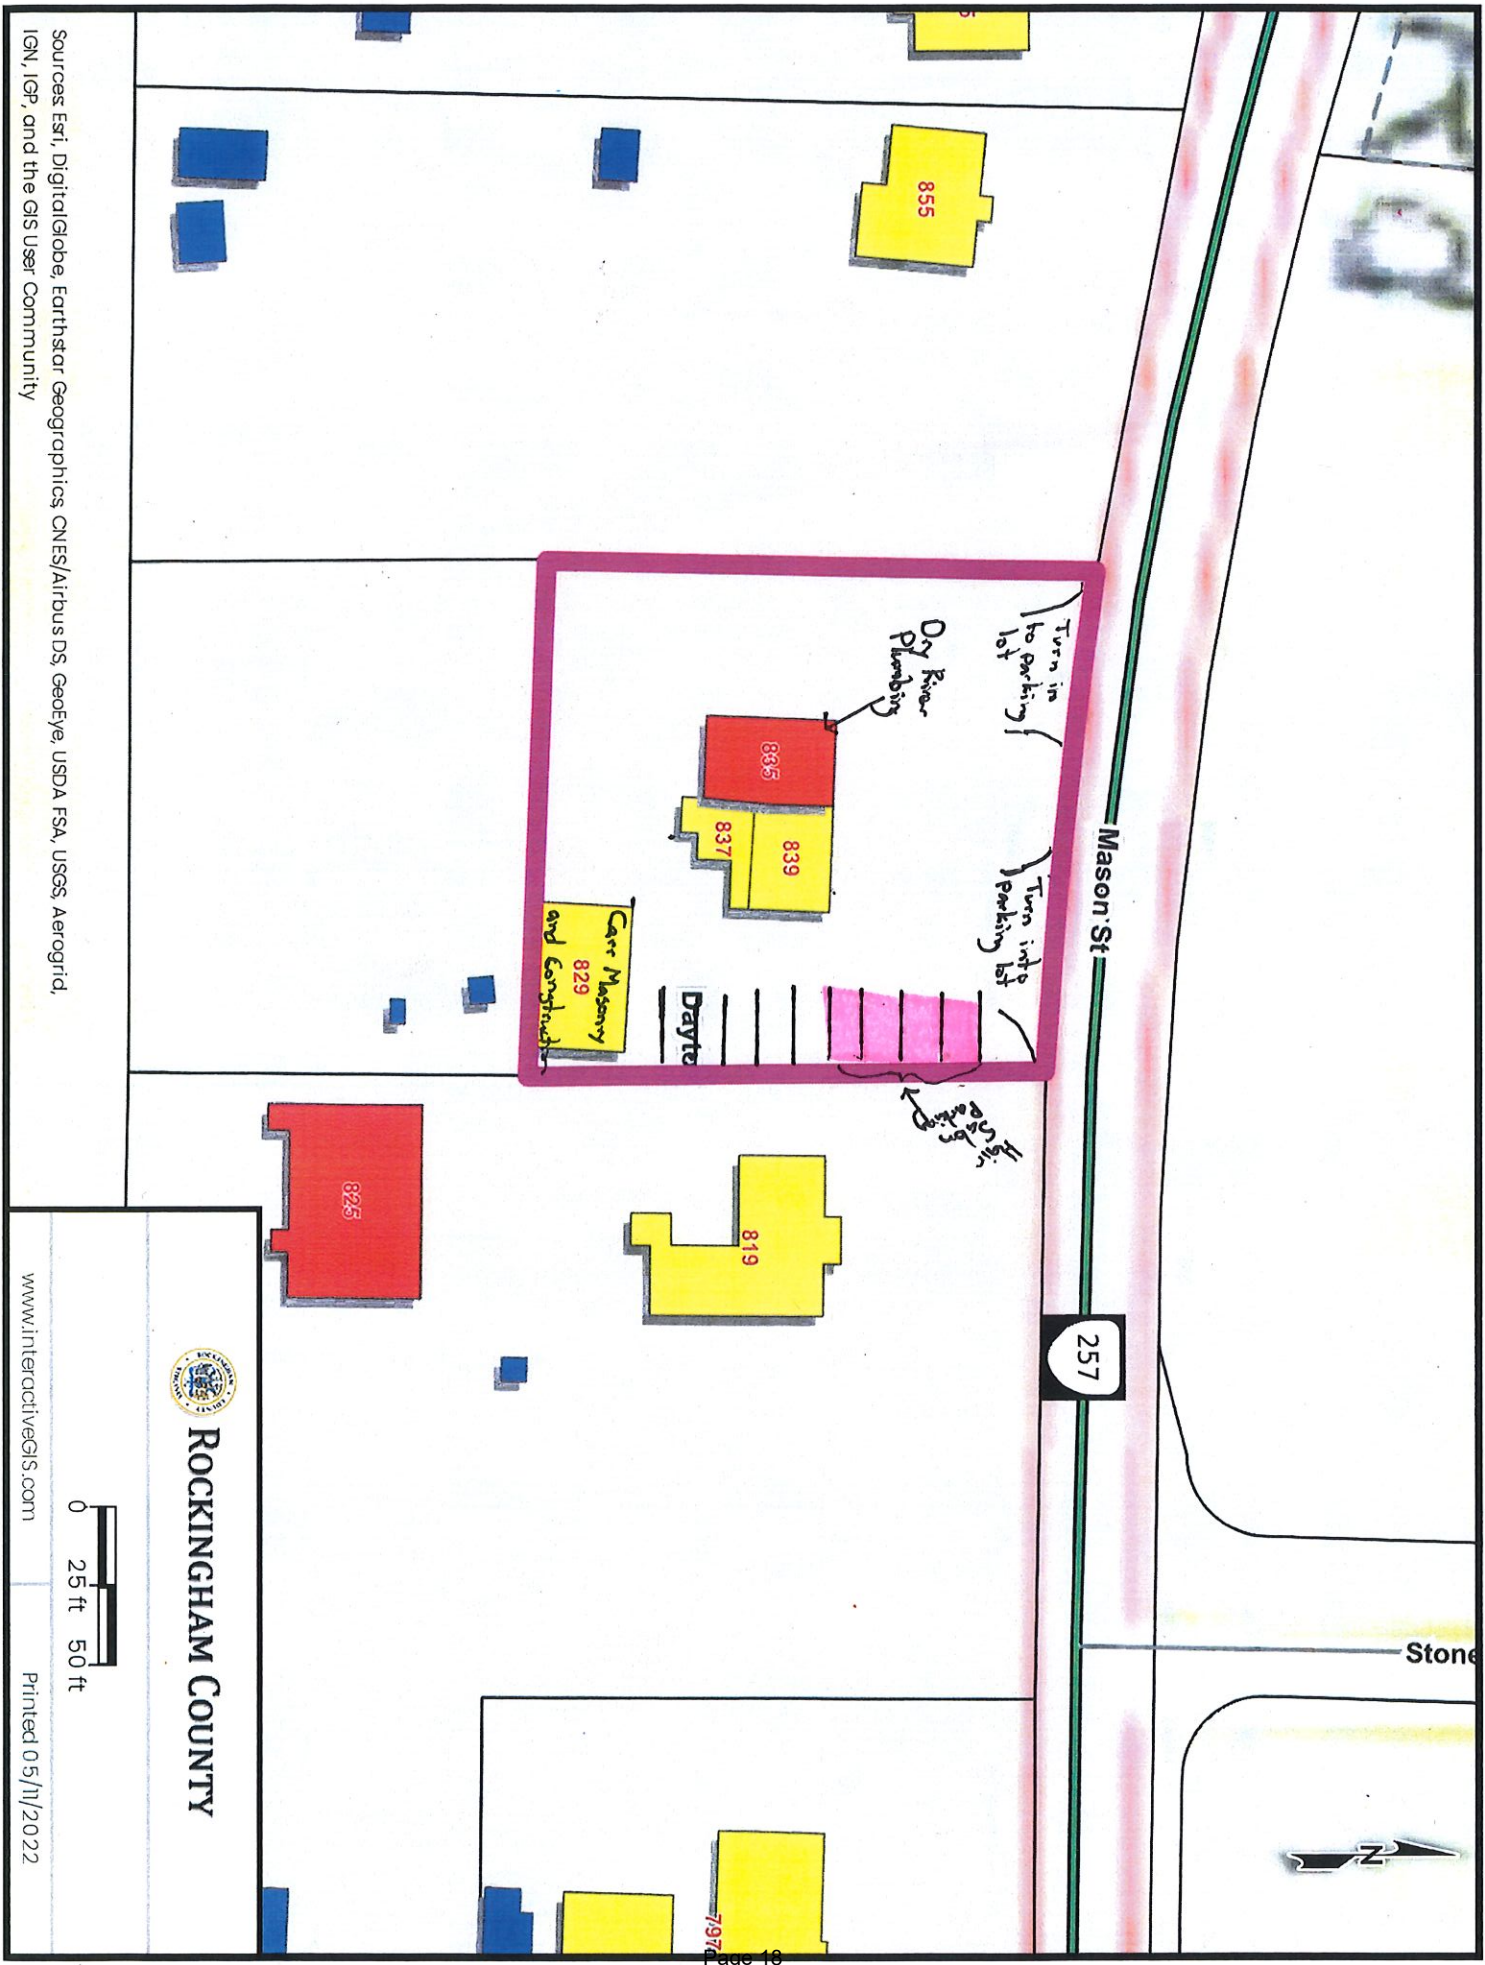 Stone
Mason St
257
Turn in
to parking
lot
Turn into
parking lot
Dry River
Plumbing
855
835
837
839
829
Carr Masonry
and Construction
Dayto
parking
819
825
797
N
ROCKINGHAM COUNTY
0 25 ft 50 ft
www.interactiveGIS.com
Printed 05/11/2022
Sources: Esri, DigitalGlobe, Earthstar Geographics, CNES/Airbus DS, GeoEye, USDA FSA, USGS, Aerogrid,
IGN, IGP, and the GIS User Community
Page 18